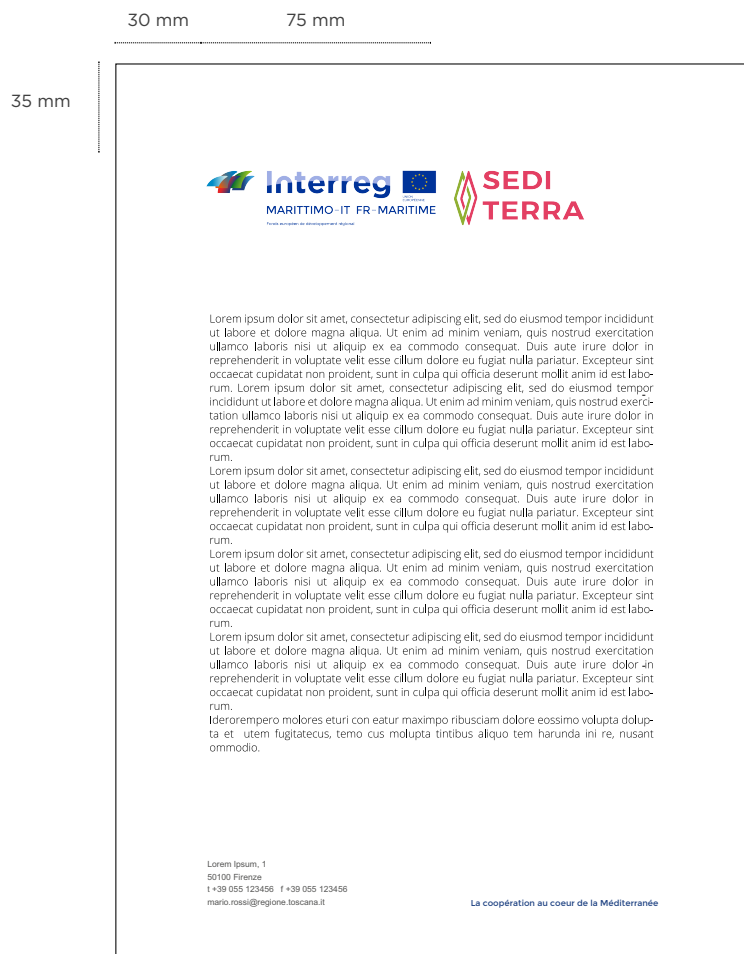 30 mm
75 mm
35 mm
Interreg
UNION
EUROPÉENNE
MARITTIMO-IT FR-MARITIME
Fonds européen de développement régional
SEDI
TERRA
Lorem ipsum dolor sit amet, consectetur adipiscing elit, sed do eiusmod tempor incididunt
ut labore et dolore magna aliqua. Ut enim ad minim veniam, quis nostrud exercitation
ullamco laboris nisi ut aliquip ex ea commodo consequat. Duis aute irure dolor in
reprehenderit in voluptate velit esse cillum dolore eu fugiat nulla pariatur. Excepteur sint
occaecat cupidatat non proident, sunt in culpa qui officia deserunt mollit anim id est labo-
rum. Lorem ipsum dolor sit amet, consectetur adipiscing elit, sed do eiusmod tempor
incididunt ut labore et dolore magna aliqua. Ut enim ad minim veniam, quis nostrud exerci-
tation ullamco laboris nisi ut aliquip ex ea commodo consequat. Duis aute irure dolor in
reprehenderit in voluptate velit esse cillum dolore eu fugiat nulla pariatur. Excepteur sint
occaecat cupidatat non proident, sunt in culpa qui officia deserunt mollit anim id est labo-
rum.
Lorem ipsum dolor sit amet, consectetur adipiscing elit, sed do eiusmod tempor incididunt
ut labore et dolore magna aliqua. Ut enim ad minim veniam, quis nostrud exercitation
ullamco laboris nisi ut aliquip ex ea commodo consequat. Duis aute irure dolor in
reprehenderit in voluptate velit esse cillum dolore eu fugiat nulla pariatur. Excepteur sint
occaecat cupidatat non proident, sunt in culpa qui officia deserunt mollit anim id est labo-
rum.
Lorem ipsum dolor sit amet, consectetur adipiscing elit, sed do eiusmod tempor incididunt
ut labore et dolore magna aliqua. Ut enim ad minim veniam, quis nostrud exercitation
ullamco laboris nisi ut aliquip ex ea commodo consequat. Duis aute irure dolor in
reprehenderit in voluptate velit esse cillum dolore eu fugiat nulla pariatur. Excepteur sint
occaecat cupidatat non proident, sunt in culpa qui officia deserunt mollit anim id est labo-
rum.
Lorem ipsum dolor sit amet, consectetur adipiscing elit, sed do eiusmod tempor incididunt
ut labore et dolore magna aliqua. Ut enim ad minim veniam, quis nostrud exercitation
ullamco laboris nisi ut aliquip ex ea commodo consequat. Duis aute irure dolor in
reprehenderit in voluptate velit esse cillum dolore eu fugiat nulla pariatur. Excepteur sint
occaecat cupidatat non proident, sunt in culpa qui officia deserunt mollit anim id est labo-
rum.
Iderorempero molores eturi con eatur maximpo ribusciam dolore eossimo volupta dolup-
ta et utem fugitatecus, temo cus molupta tintibus aliquo tem harunda ini re, nusant
ommodio.
Lorem Ipsum, 1
50100 Firenze
t +39 055 123456 f +39 055 123456
mario.rossi@regione.toscana.it
La coopération au coeur de la Méditerranée